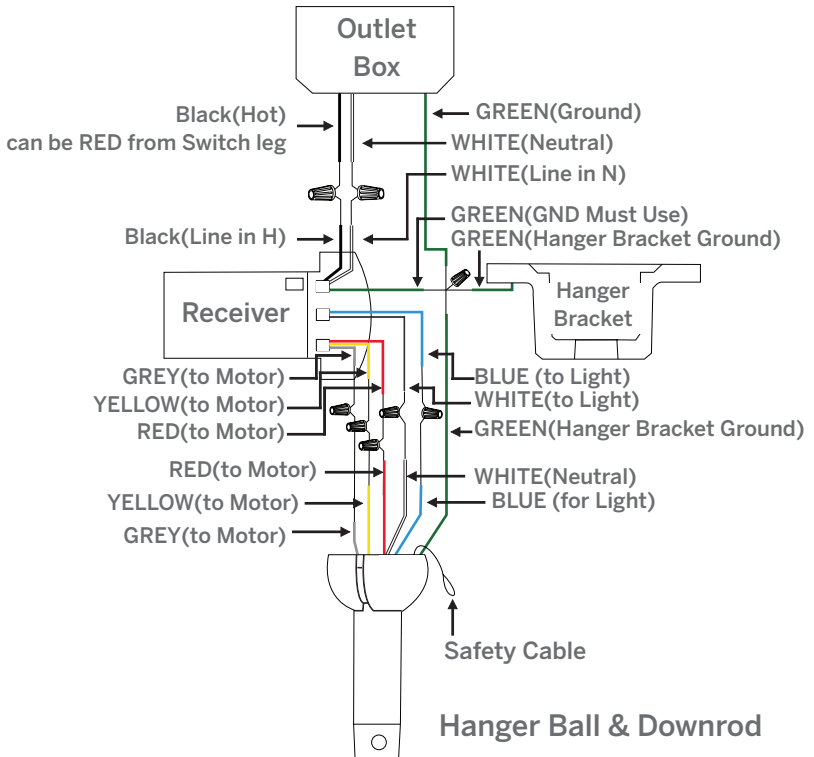 Outlet
Box
Black(Hot)
can be RED from Switch leg
GREEN(Ground)
WHITE(Neutral)
WHITE(Line in N)
GREEN(GND Must Use)
Black(Line in H)
GREEN(Hanger Bracket Ground)
Receiver
Hanger
Bracket
GREY(to Motor)
BLUE (to Light)
YELLOW(to Motor)
WHITE(to Light)
RED(to Motor)
GREEN(Hanger Bracket Ground)
RED(to Motor)
WHITE(Neutral)
YELLOW(to Motor)
BLUE (for Light)
GREY(to Motor)
Safety Cable
Hanger Ball & Downrod